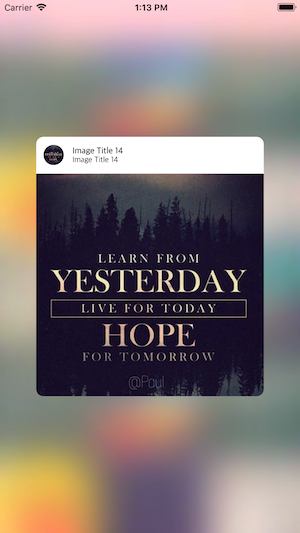 Carrier 1:13 PM
Image Title 14
Image Title 14
LEARN FROM
YESTERDAY
LIVE FOR TODAY
HOPE
FOR TOMORROW
@Paul